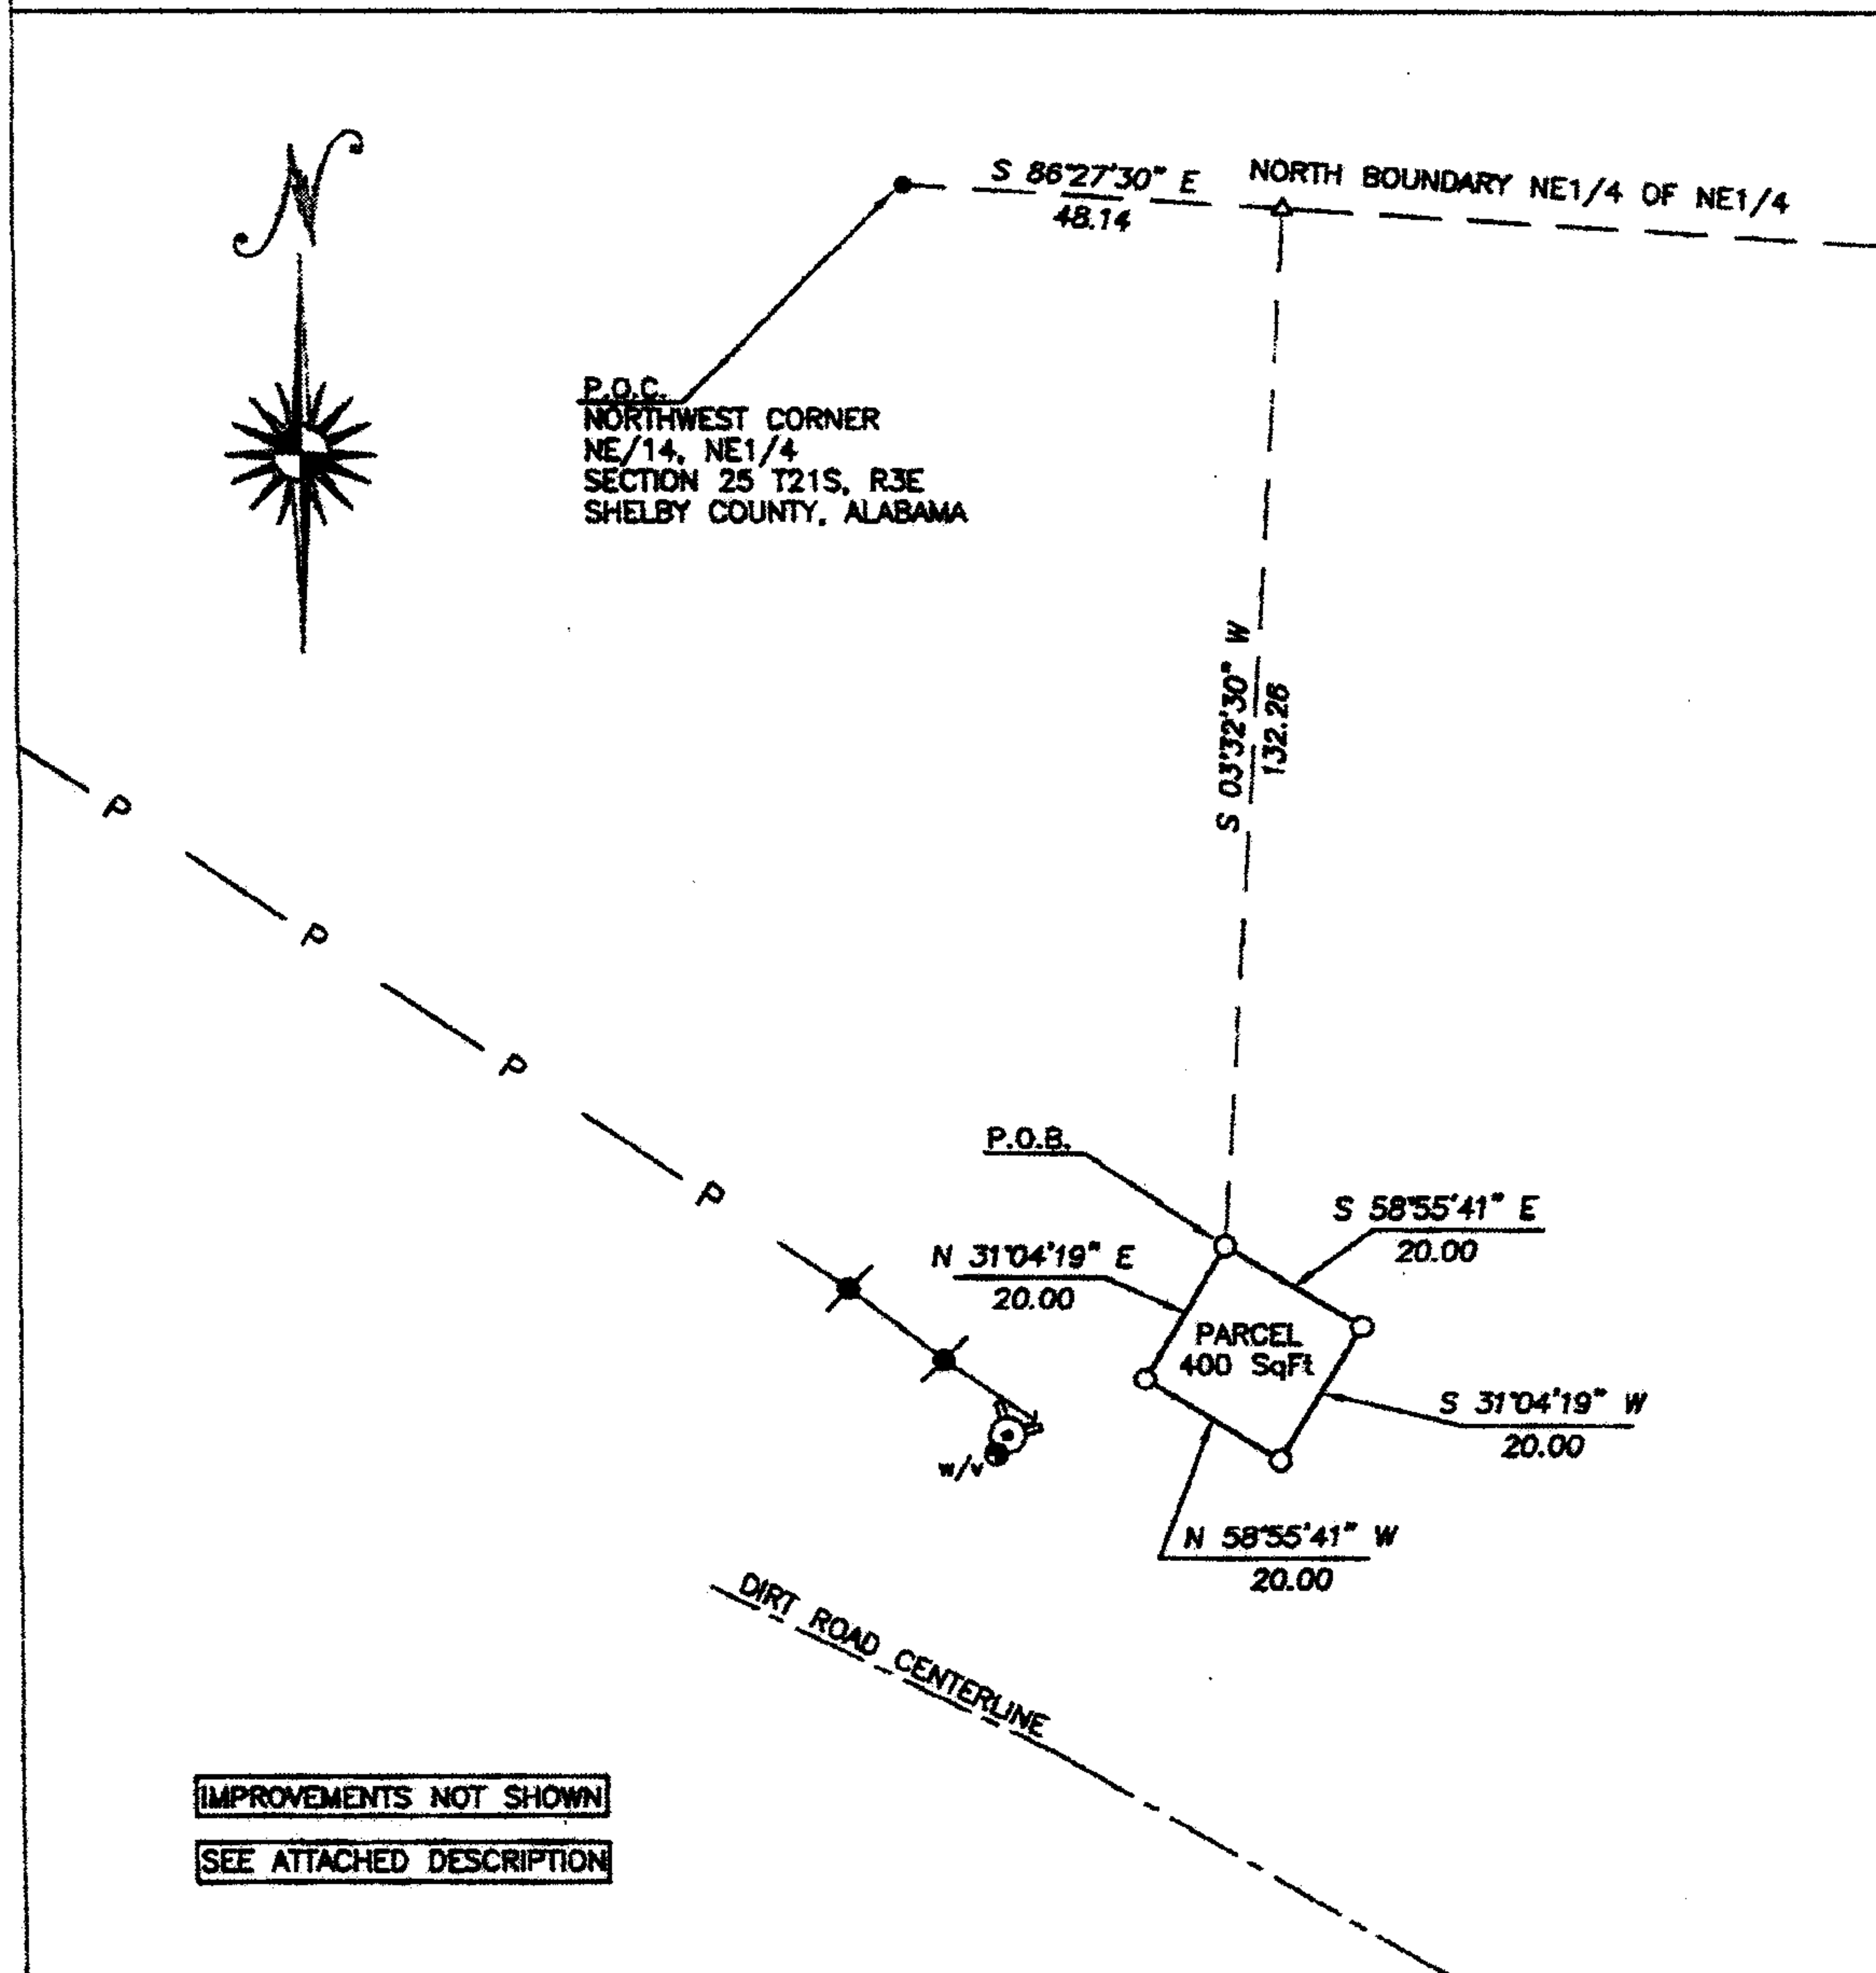 N
S 86°27'30" E
48.14
NORTH BOUNDARY NE1/4 OF NE1/4
P.O.C.
NORTHWEST CORNER
NE/14, NE1/4
SECTION 25 T21S, R3E
SHELBY COUNTY, ALABAMA
S 03°32'30" W
132.26
P
P
P
P
P.O.B.
S 58°55'41" E
20.00
N 31°04'19" E
20.00
PARCEL
400 SqFt
S 31°04'19" W
20.00
w/v
N 58°55'41" W
20.00
DIRT ROAD CENTERLINE
IMPROVEMENTS NOT SHOWN
SEE ATTACHED DESCRIPTION